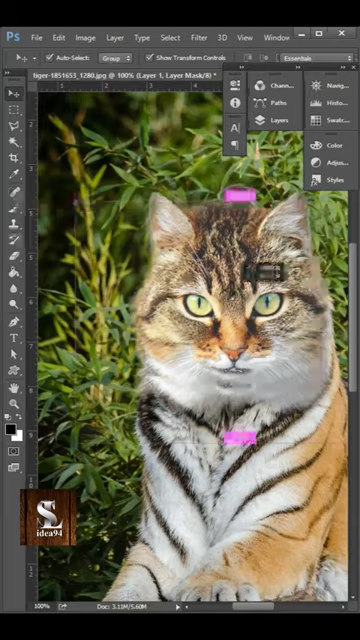 Ps File Edit Image Layer Type Select Filter 3D View Window
Auto-Select: Group Show Transform Controls Essentials
tiger-1851653_1280.jpg @ 100% (Layer 1, Layer Mask/8) *
Chann...
Paths
Layers
Navig...
Histo...
Swatc...
Color
Adjus...
Styles
SL
idea94
100% Doc: 3.11M/5.60M